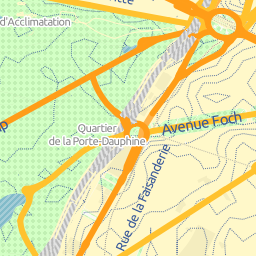 d'Acclimatation
Avenue Foch
Quartier
de la Porte-Dauphine
Rue de la Faisanderie